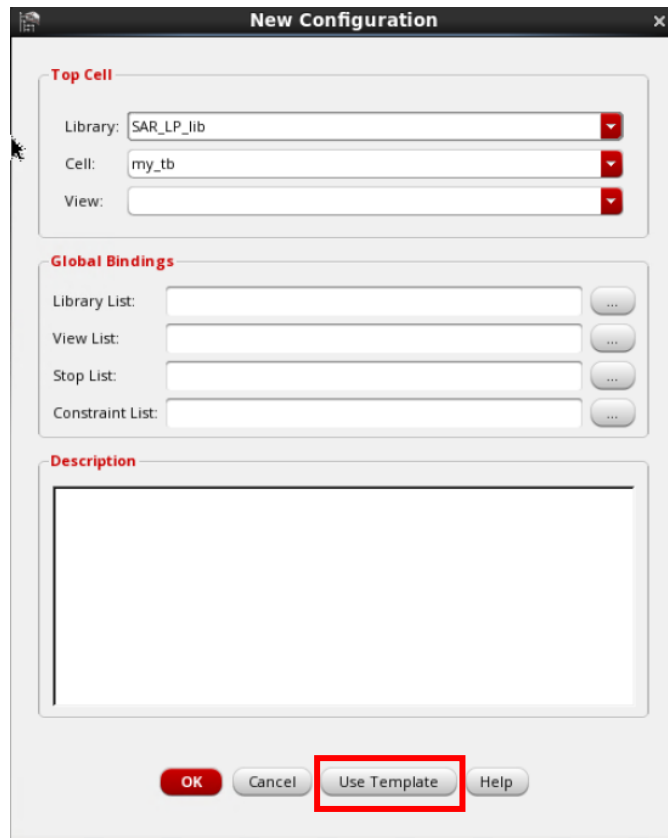 New Configuration
Top Cell
Library: SAR_LP_lib
Cell: my_tb
View:
Global Bindings
Library List: ...
View List: ...
Stop List: ...
Constraint List: ...
Description
OK Cancel Use Template Help